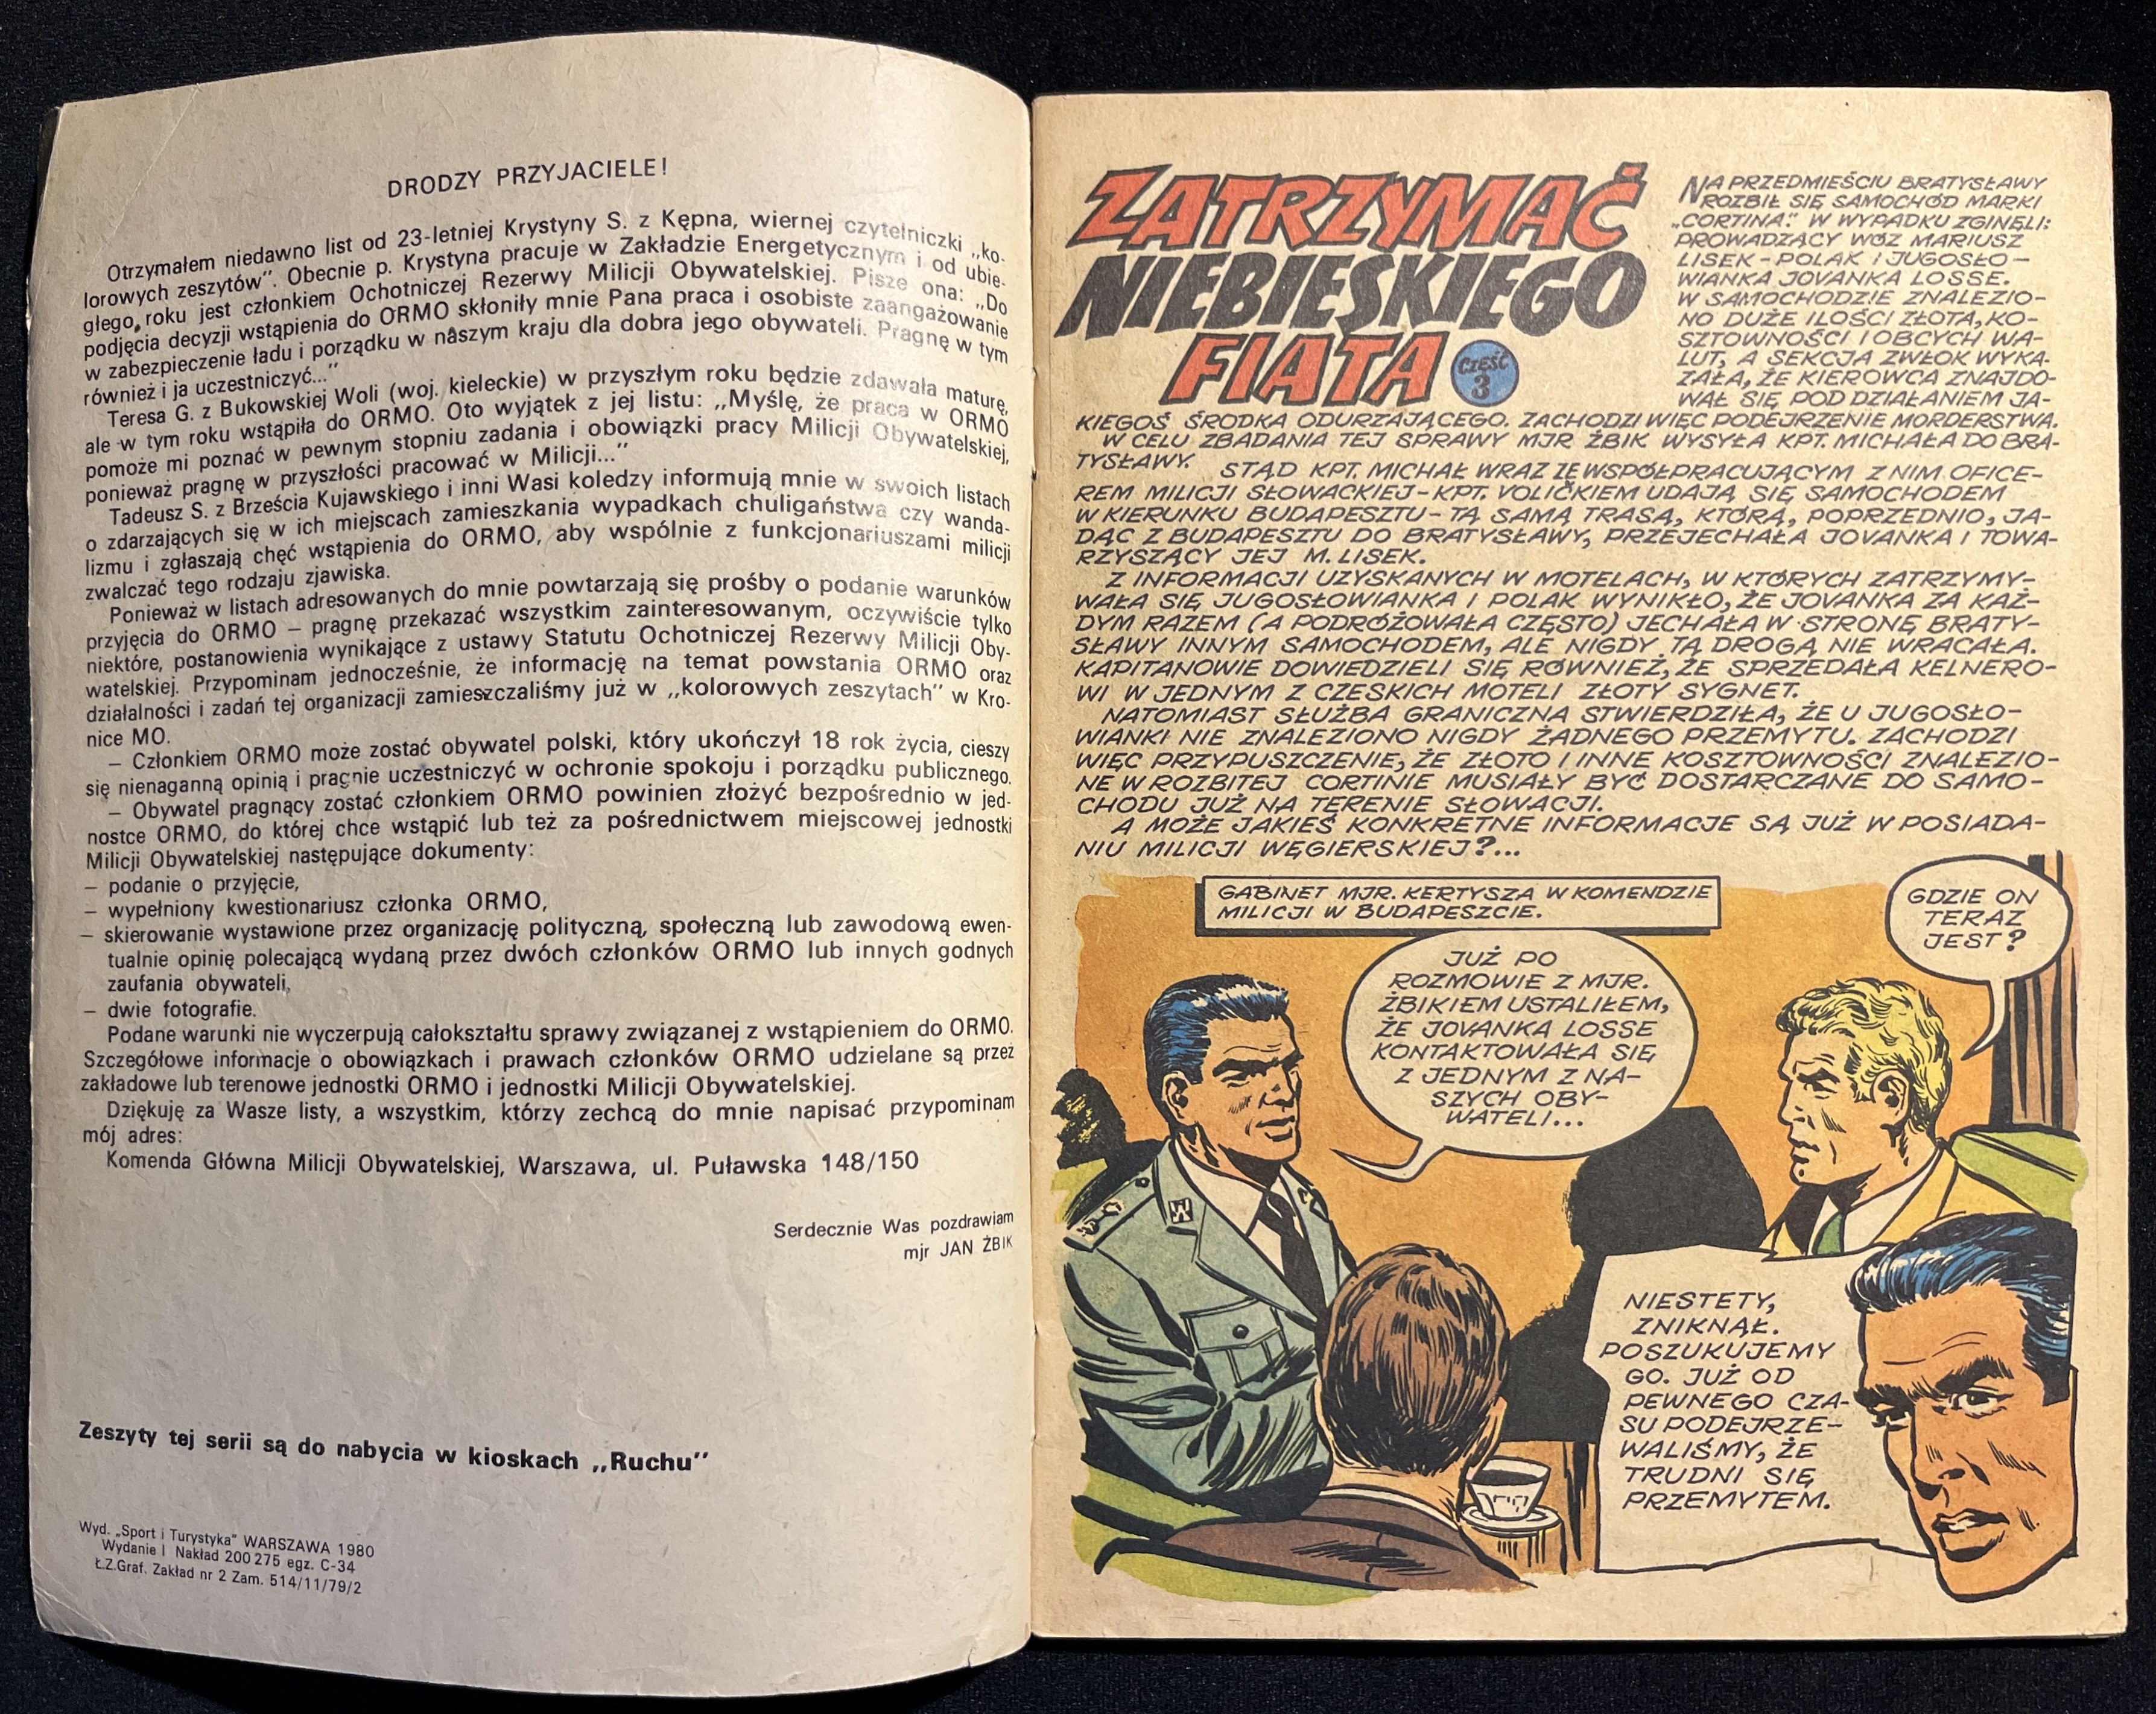 DRODZY PRZYJACIELE!
Otrzymałem niedawno list od 23-letniej Krystyny S. z Kępna, wiernej czytelniczki „ko-
lorowych zeszytów”. Obecnie p. Krystyna pracuje w Zakładzie Energetycznym i od ubie-
głego roku jest członkiem Ochotniczej Rezerwy Milicji Obywatelskiej. Pisze ona: „Do
podjęcia decyzji wstąpienia do ORMO skłoniły mnie Pana praca i osobiste zaangażowanie
w zabezpieczenie ładu i porządku w naszym kraju dla dobra jego obywateli. Pragnę w tym
również i ja uczestniczyć...”
Teresa G. z Bukowskiej Woli (woj. kieleckie) w przyszłym roku będzie zdawała maturę,
ale w tym roku wstąpiła do ORMO. Oto wyjątek z jej listu: „Myślę, że praca w ORMO
pomoże mi poznać w pewnym stopniu zadania i obowiązki pracy Milicji Obywatelskiej,
ponieważ pragnę w przyszłości pracować w Milicji...”
Tadeusz S. z Brześcia Kujawskiego i inni Wasi koledzy informują mnie w swoich listach
o zdarzających się w ich miejscach zamieszkania wypadkach chuligaństwa czy wanda-
lizmu i zgłaszają chęć wstąpienia do ORMO, aby wspólnie z funkcjonariuszami milicji
zwalczać tego rodzaju zjawiska.
Ponieważ w listach adresowanych do mnie powtarzają się prośby o podanie warunków
przyjęcia do ORMO – pragnę przekazać wszystkim zainteresowanym, oczywiście tylko
niektóre, postanowienia wynikające z ustawy Statutu Ochotniczej Rezerwy Milicji Oby-
watelskiej. Przypominam jednocześnie, że informację na temat powstania ORMO oraz
działalności i zadań tej organizacji zamieszczaliśmy już w „kolorowych zeszytach” w Kro-
nice MO.
– Członkiem ORMO może zostać obywatel polski, który ukończył 18 rok życia, cieszy
się nienaganną opinią i pragnie uczestniczyć w ochronie spokoju i porządku publicznego.
– Obywatel pragnący zostać członkiem ORMO powinien złożyć bezpośrednio w jed-
nostce ORMO, do której chce wstąpić lub też za pośrednictwem miejscowej jednostki
Milicji Obywatelskiej następujące dokumenty:
– podanie o przyjęcie,
– wypełniony kwestionariusz członka ORMO,
– skierowanie wystawione przez organizację polityczną, społeczną lub zawodową ewen-
tualnie opinię polecającą wydaną przez dwóch członków ORMO lub innych godnych
zaufania obywateli,
– dwie fotografie.
Podane warunki nie wyczerpują całokształtu sprawy związanej z wstąpieniem do ORMO.
Szczegółowe informacje o obowiązkach i prawach członków ORMO udzielane są przez
zakładowe lub terenowe jednostki ORMO i jednostki Milicji Obywatelskiej.
Dziękuję za Wasze listy, a wszystkim, którzy zechcą do mnie napisać przypominam
mój adres:
Komenda Główna Milicji Obywatelskiej, Warszawa, ul. Puławska 148/150
Serdecznie Was pozdrawiam
mjr JAN ŻBIK
Zeszyty tej serii są do nabycia w kioskach „Ruchu”
Wyd. „Sport i Turystyka” WARSZAWA 1980
Wydanie I Nakład 200 275 egz. C-34
Ł.Z.Graf. Zakład nr 2 Zam. 514/11/79/2
ZATRZYMAĆ
NIEBIESKIEGO
FIATA
CZĘŚĆ
3
NA PRZEDMIEŚCIU BRATYSŁAWY
ROZBIŁ SIĘ SAMOCHÓD MARKI
„CORTINA”. W WYPADKU ZGINĘLI:
PROWADZĄCY WÓZ MARIUSZ
LISEK – POLAK I JUGOSŁO-
WIANKA JOVANKA LOSSE.
W SAMOCHODZIE ZNALEZIO-
NO DUŻE ILOŚCI ZŁOTA, KO-
SZTOWNOŚCI I OBCYCH WA-
LUT, A SEKCJA ZWŁOK WYKA-
ZAŁA, ŻE KIEROWCA ZNAJDO-
WAŁ SIĘ POD DZIAŁANIEM JA-
KIEGOŚ ŚRODKA ODURZAJĄCEGO. ZACHODZI WIĘC PODEJRZENIE MORDERSTWA.
W CELU ZBADANIA TEJ SPRAWY MJR ŻBIK WYSYŁA KPT. MICHAŁA DO BRA-
TYSŁAWY. STĄD KPT. MICHAŁ WRAZ ZE WSPÓŁPRACUJĄCYM Z NIM OFICE-
REM MILICJI SŁOWACKIEJ – KPT. VOLIČKIEM UDAJĄ SIĘ SAMOCHODEM
W KIERUNKU BUDAPESZTU – TĄ SAMĄ TRASĄ, KTÓRĄ, POPRZEDNIO, JA-
DĄC Z BUDAPESZTU DO BRATYSŁAWY, PRZEJECHAŁA JOVANKA I TOWA-
RZYSZĄCY JEJ M. LISEK.
Z INFORMACJI UZYSKANYCH W MOTELACH, W KTÓRYCH ZATRZYMY-
WAŁA SIĘ JUGOSŁOWIANKA I POLAK WYNIKŁO, ŻE JOVANKA ZA KAŻ-
DYM RAZEM (A PODRÓŻOWAŁA CZĘSTO) JECHAŁA W STRONĘ BRATY-
SŁAWY INNYM SAMOCHODEM, ALE NIGDY TĄ DROGĄ NIE WRACAŁA.
KAPITANOWIE DOWIEDZIELI SIĘ RÓWNIEŻ, ŻE SPRZEDAŁA KELNERO-
WI W JEDNYM Z CZESKICH MOTELI ZŁOTY SYGNET.
NATOMIAST SŁUŻBA GRANICZNA STWIERDZIŁA, ŻE U JUGOSŁO-
WIANKI NIE ZNALEZIONO NIGDY ŻADNEGO PRZEMYTU. ZACHODZI
WIĘC PRZYPUSZCZENIE, ŻE ZŁOTO I INNE KOSZTOWNOŚCI ZNALEZIO-
NE W ROZBITEJ CORTINIE MUSIAŁY BYĆ DOSTARCZANE DO SAMO-
CHODU JUŻ NA TERENIE SŁOWACJI.
A MOŻE JAKIEŚ KONKRETNE INFORMACJE SĄ JUŻ W POSIADA-
NIU MILICJI WĘGIERSKIEJ?...
GABINET MJR. KERTYSZA W KOMENDZIE
MILICJI W BUDAPESZCIE.
JUŻ PO
ROZMOWIE Z MJR.
ŻBIKIEM USTALIŁEM,
ŻE JOVANKA LOSSE
KONTAKTOWAŁA SIĘ
Z JEDNYM Z NA-
SZYCH OBY-
WATELI...
GDZIE ON
TERAZ
JEST?
NIESTETY,
ZNIKNĄŁ.
POSZUKUJEMY
GO. JUŻ OD
PEWNEGO CZA-
SU PODEJRZE-
WALIŚMY, ŻE
TRUDNI SIĘ
PRZEMYTEM.